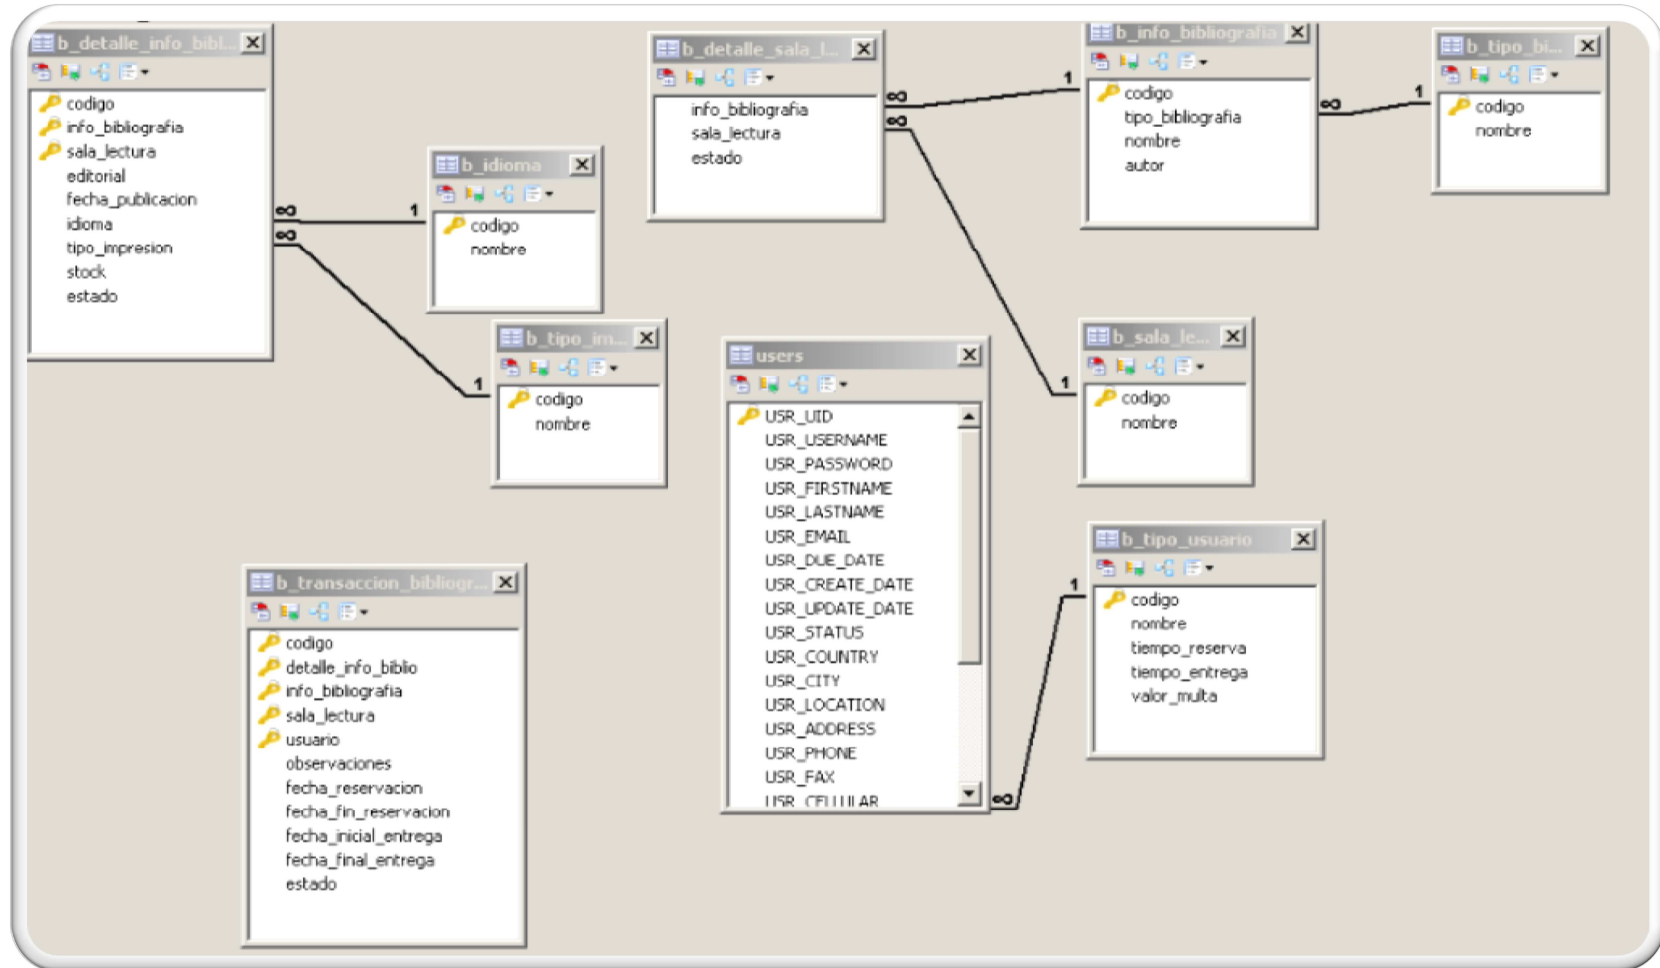 b_detalle_info_bibl...
codigo
info_bibliografia
sala_lectura
editorial
fecha_publicacion
idioma
tipo_impresion
stock
estado
∞ 1
∞
1
b_idioma
codigo
nombre
b_tipo_im...
codigo
nombre
b_detalle_sala_l...
info_bibliografia
sala_lectura
estado
∞ 1
∞
1
b_info_bibliografia
codigo
tipo_bibliografia
nombre
autor
∞ 1
b_tipo_bi...
codigo
nombre
b_sala_le...
codigo
nombre
users
USR_UID
USR_USERNAME
USR_PASSWORD
USR_FIRSTNAME
USR_LASTNAME
USR_EMAIL
USR_DUE_DATE
USR_CREATE_DATE
USR_UPDATE_DATE
USR_STATUS
USR_COUNTRY
USR_CITY
USR_LOCATION
USR_ADDRESS
USR_PHONE
USR_FAX
USR_CELLULAR
∞
1
b_tipo_usuario
codigo
nombre
tiempo_reserva
tiempo_entrega
valor_multa
b_transaccion_bibliogr...
codigo
detalle_info_biblio
info_bibliografia
sala_lectura
usuario
observaciones
fecha_reservacion
fecha_fin_reservacion
fecha_inicial_entrega
fecha_final_entrega
estado